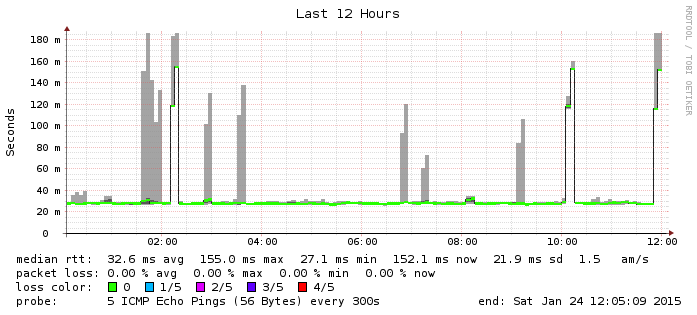 Last 12 Hours
RRDTOOL / TOBI OETIKER
Seconds
180 m
160 m
140 m
120 m
100 m
80 m
60 m
40 m
20 m
0
02:00 04:00 06:00 08:00 10:00 12:00
median rtt: 32.6 ms avg 155.0 ms max 27.1 ms min 152.1 ms now 21.9 ms sd 1.5 am/s
packet loss: 0.00 % avg 0.00 % max 0.00 % min 0.00 % now
loss color: 0 1/5 2/5 3/5 4/5
probe: 5 ICMP Echo Pings (56 Bytes) every 300s end: Sat Jan 24 12:05:09 2015